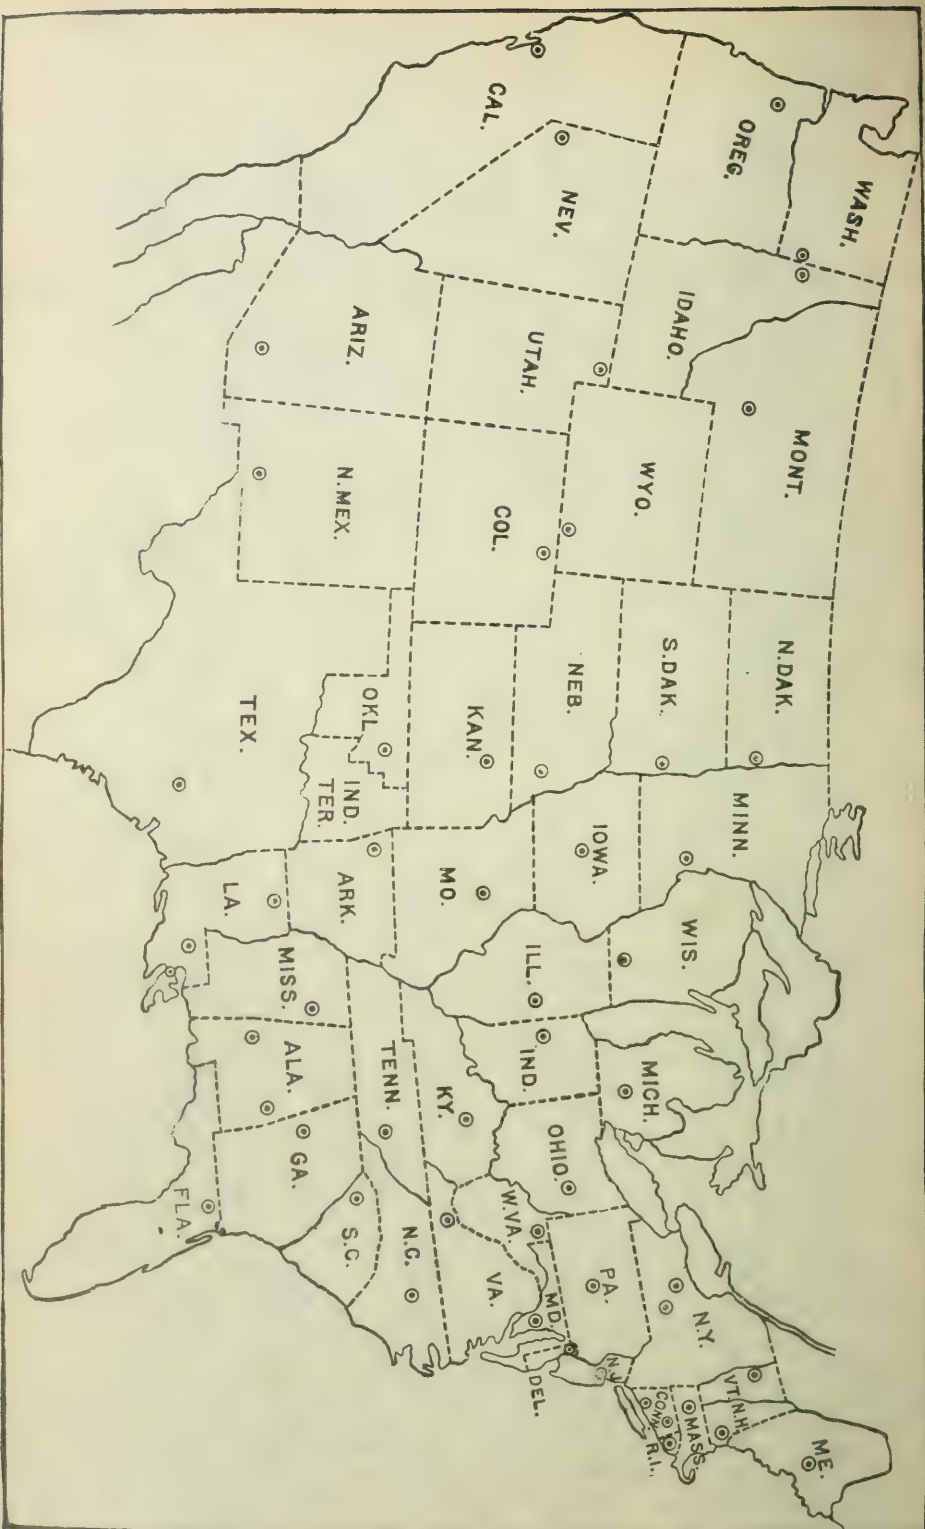 WASH.
OREG.
CAL.
NEV.
IDAHO.
MONT.
UTAH.
ARIZ.
WYO.
COL.
N.MEX.
N.DAK.
S.DAK.
NEB.
KAN.
OKL
IND.
TER.
TEX.
MINN.
IOWA.
MO.
ARK.
LA.
WIS.
ILL.
MISS.
MICH.
IND.
KY.
TENN.
ALA.
OHIO.
GA.
FLA.
W.VA.
VA.
N.C.
S.C.
PA.
MD.
DEL.
N.Y.
N.J.
VT.
N.H.
MASS.
CONN.
R.I.
ME.